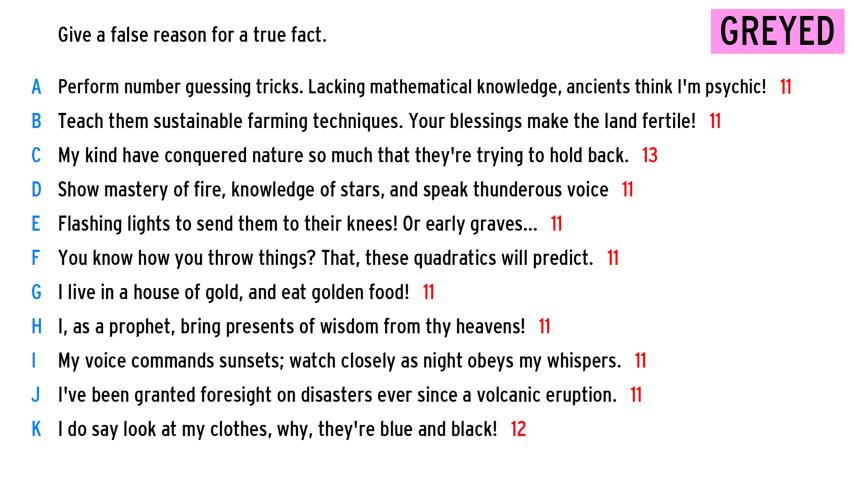 Give a false reason for a true fact.
GREYED
A Perform number guessing tricks. Lacking mathematical knowledge, ancients think I'm psychic! 11
B Teach them sustainable farming techniques. Your blessings make the land fertile! 11
C My kind have conquered nature so much that they're trying to hold back. 13
D Show mastery of fire, knowledge of stars, and speak thunderous voice 11
E Flashing lights to send them to their knees! Or early graves... 11
F You know how you throw things? That, these quadratics will predict. 11
G I live in a house of gold, and eat golden food! 11
H I, as a prophet, bring presents of wisdom from thy heavens! 11
I My voice commands sunsets; watch closely as night obeys my whispers. 11
J I've been granted foresight on disasters ever since a volcanic eruption. 11
K I do say look at my clothes, why, they're blue and black! 12